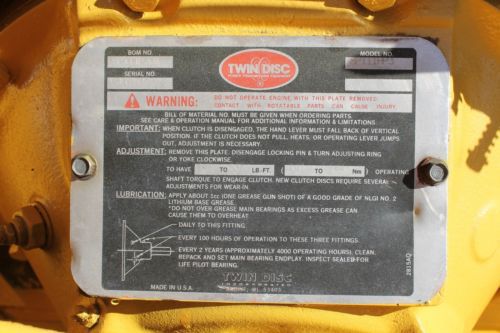 BOM NO.
TWIN DISC
MODEL NO.
SERIAL NO.
WARNING:
DO NOT OPERATE ENGINE WITH THIS PLATE REMOVED.
CONTACT WITH ROTATABLE PARTS CAN CAUSE INJURY.
BILL OF MATERIAL NO. MUST BE GIVEN WHEN ORDERING PARTS.
SEE CARE & OPERATION MANUAL FOR ADDITIONAL INFORMATION & LIMITATIONS
IMPORTANT: WHEN CLUTCH IS DISENGAGED, THE HAND LEVER MUST FALL BACK OF VERTICAL
POSITION. IF THE CLUTCH DOES NOT PULL, HEATS, OR OPERATING LEVER JUMPS
OUT, ADJUSTMENT IS NECESSARY.
ADJUSTMENT: REMOVE THIS PLATE. DISENGAGE LOCKING PIN & TURN ADJUSTING RING
OR YOKE CLOCKWISE.
TO HAVE TO LB.FT. ( TO Nm) OPERATING
SHAFT TORQUE TO ENGAGE CLUTCH. NEW CLUTCH DISCS REQUIRE SEVERAL
ADJUSTMENTS FOR WEAR-IN.
LUBRICATION: APPLY ABOUT 1cc (ONE GREASE GUN SHOT) OF A GREASE OF NLGI NO. 2
LITHIUM BASE GREASE.
*DO NOT OVER GREASE MAIN BEARINGS AS EXCESS GREASE CAN
CAUSE THEM TO OVERHEAT
DAILY TO THIS FITTING.
EVERY 100 HOURS OF OPERATION TO THESE THREE FITTINGS.
EVERY 2 YEARS (APPROXIMATELY 4000 OPERATING HOURS), CLEAN,
REPACK AND SET MAIN BEARING ENDPLAY. INSPECT SEALED-FOR
LIFE PILOT BEARING.
TWIN DISC
INCORPORATED
RACINE, WI. 53403
MADE IN U.S.A.
2815AQ